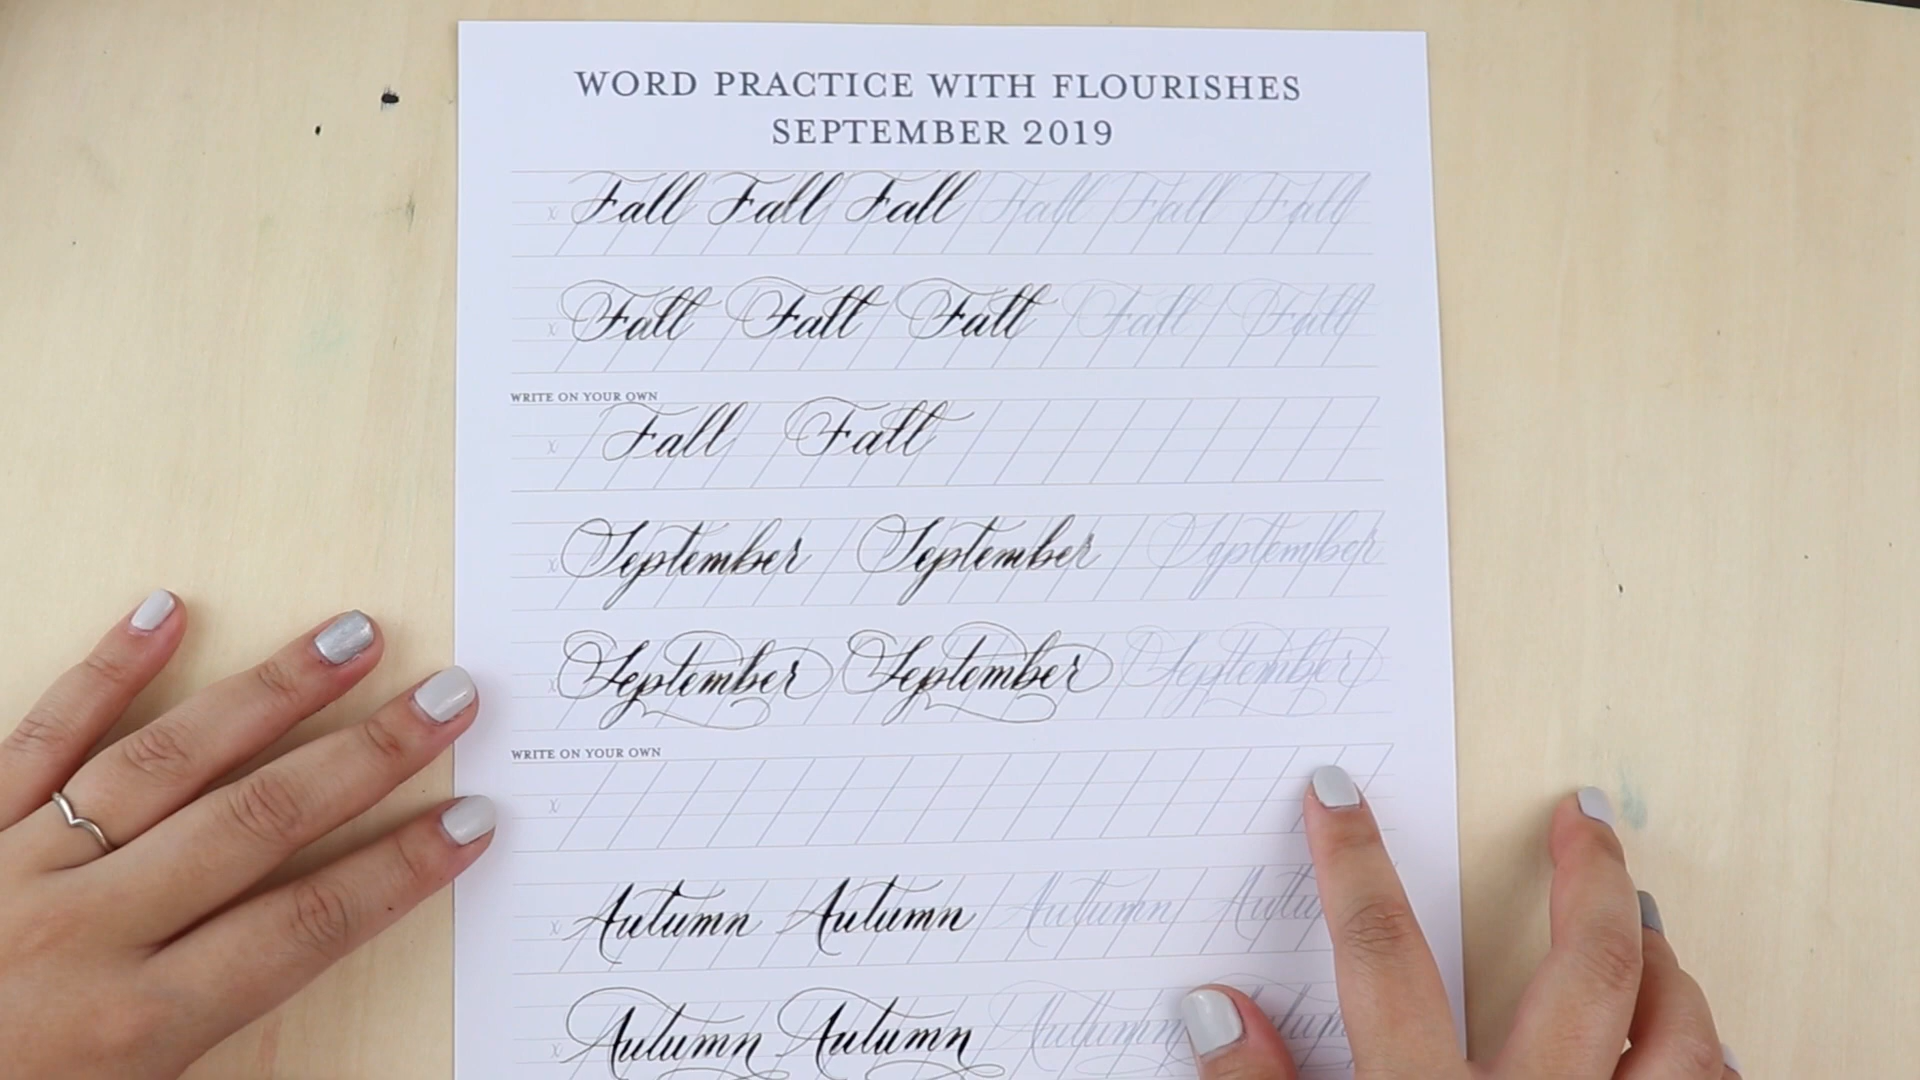 WORD PRACTICE WITH FLOURISHES
SEPTEMBER 2019
x Fall Fall Fall Fall Fall Fall
x Fall Fall Fall Fall Fall
WRITE ON YOUR OWN
x Fall Fall
x September September September
x September September September
WRITE ON YOUR OWN
x
x Autumn Autumn Autumn Autumn
x Autumn Autumn Autumn Autumn